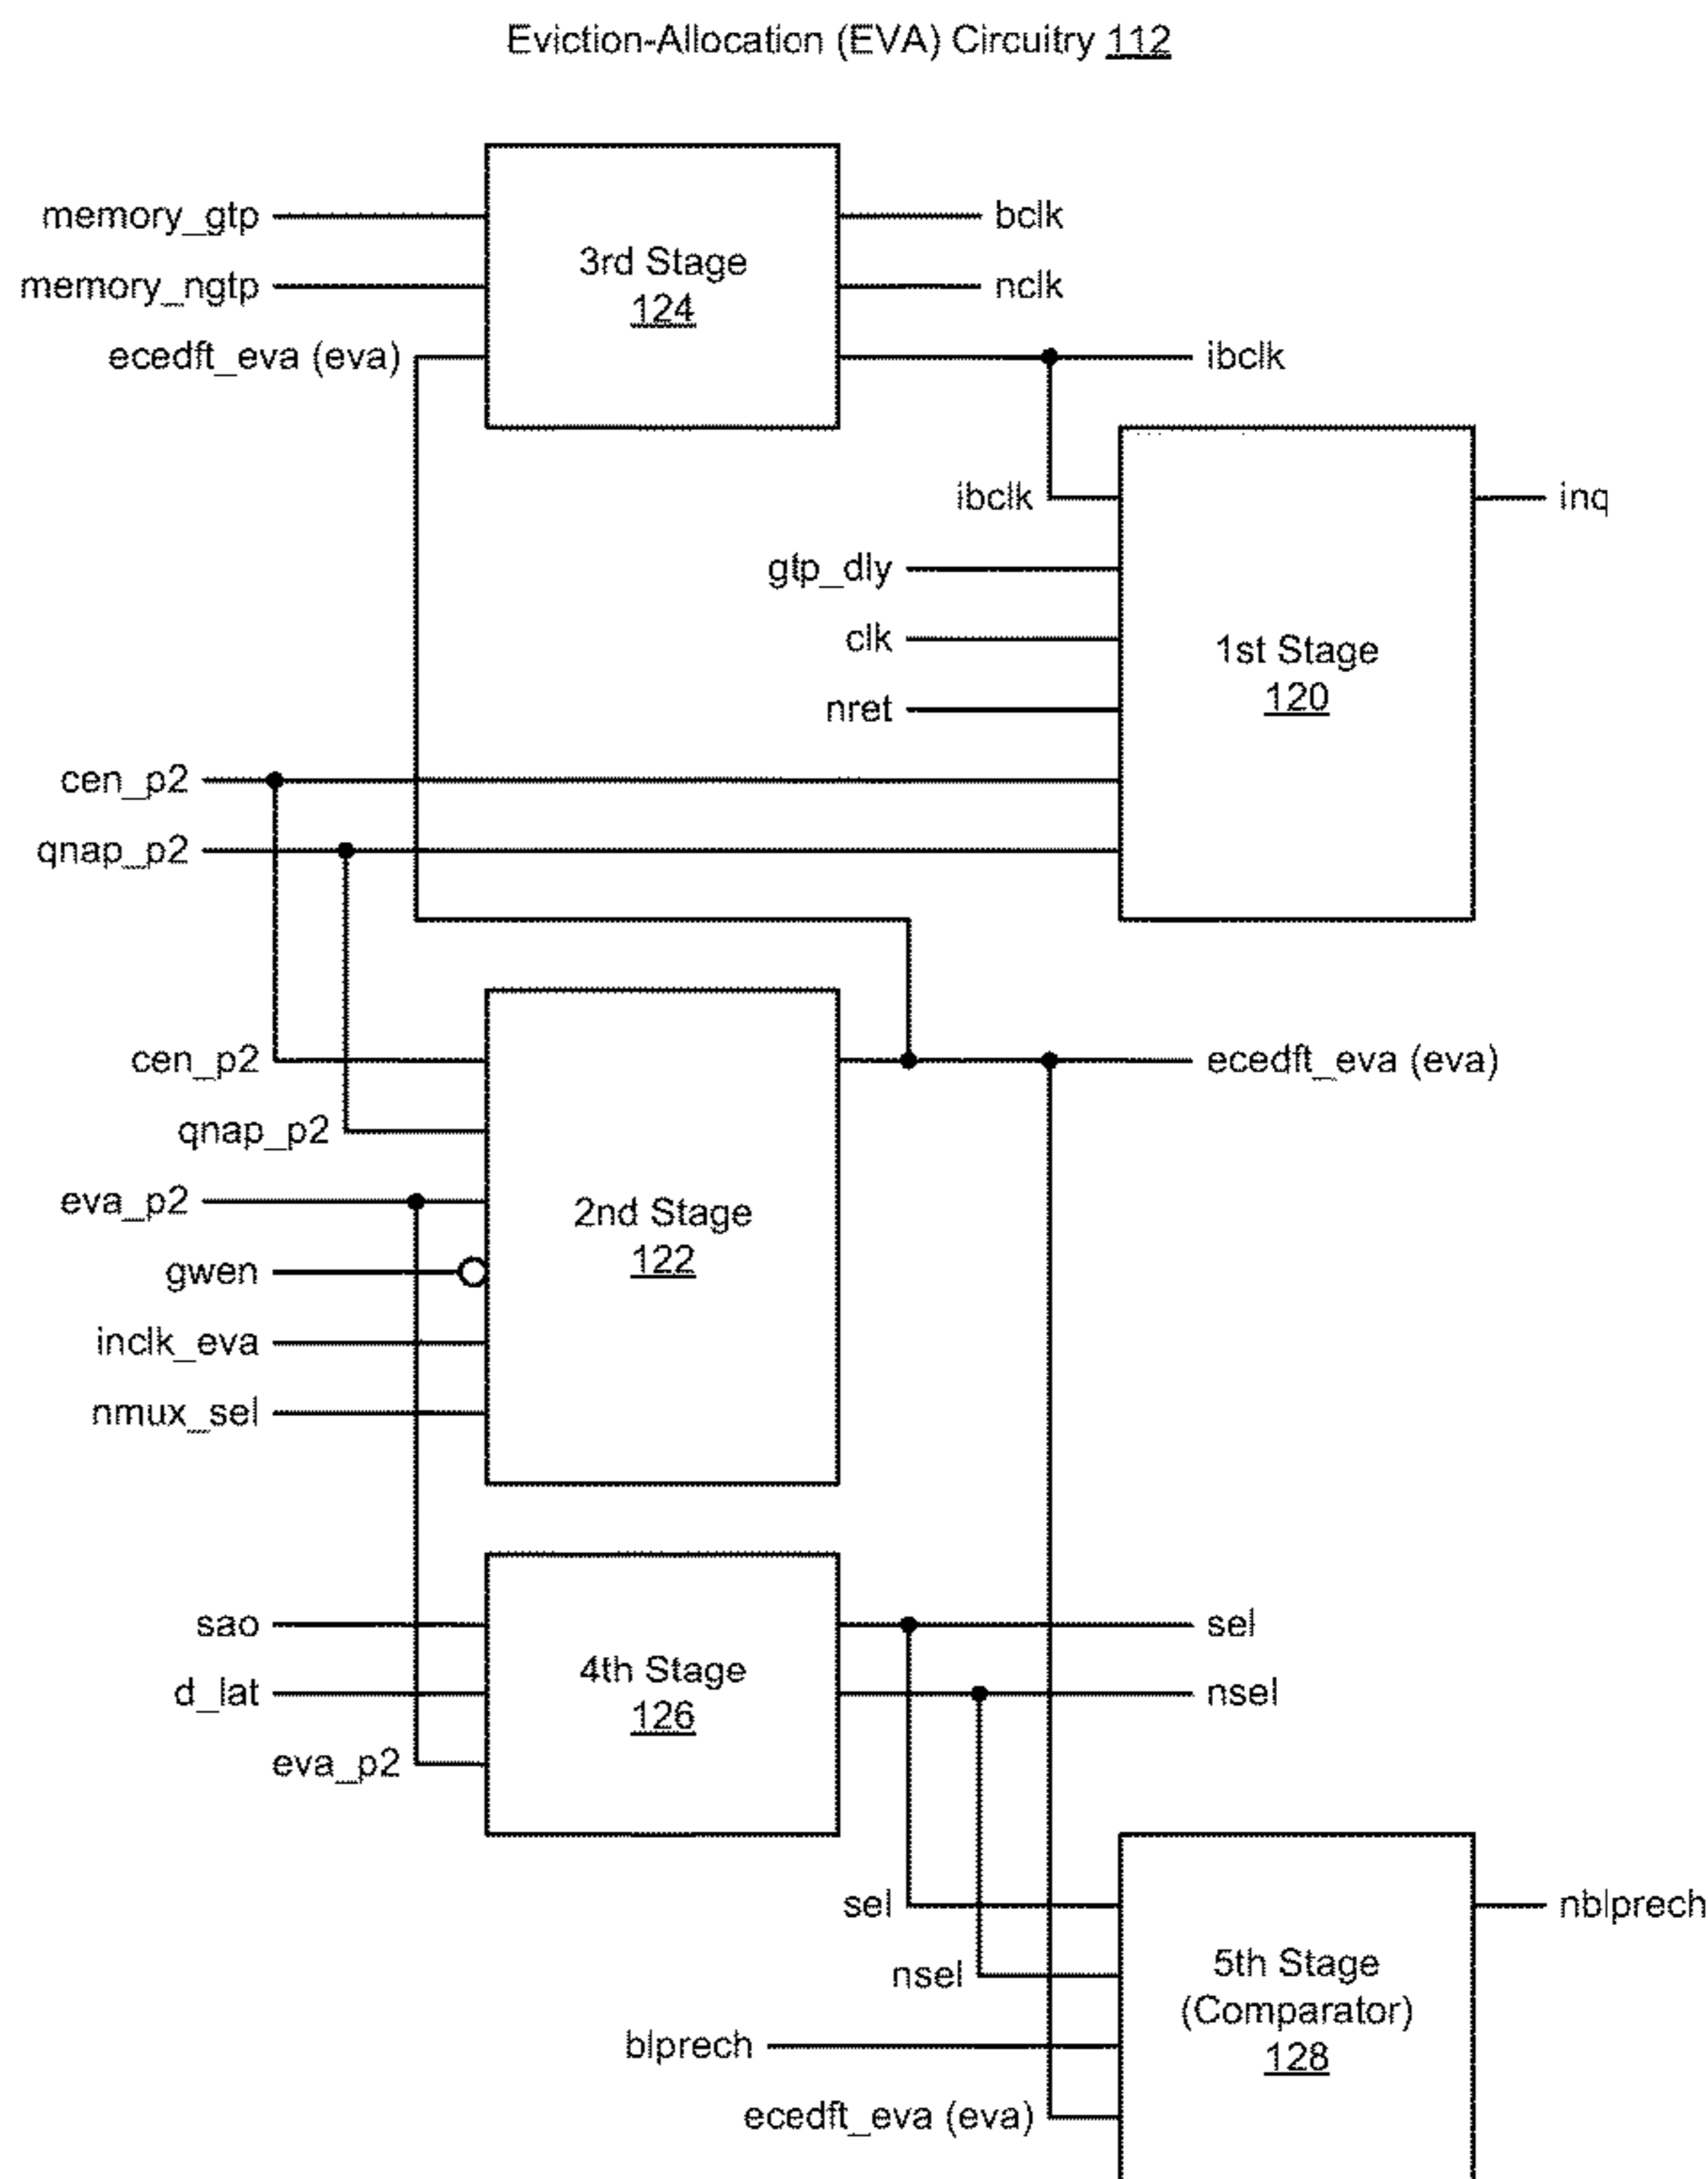 Eviction-Allocation (EVA) Circuitry 112
memory_gtp
bclk
3rd Stage
124
memory_ngtp
nclk
ecedft_eva (eva)
ibclk
ibclk
inq
gtp_dly
clk
1st Stage
120
nret
cen_p2
qnap_p2
cen_p2
ecedft_eva (eva)
qnap_p2
eva_p2
2nd Stage
122
gwen
inclk_eva
nmux_sel
sao
sel
4th Stage
126
d_lat
nsel
eva_p2
sel
nblprech
nsel
5th Stage
(Comparator)
128
blprech
ecedft_eva (eva)